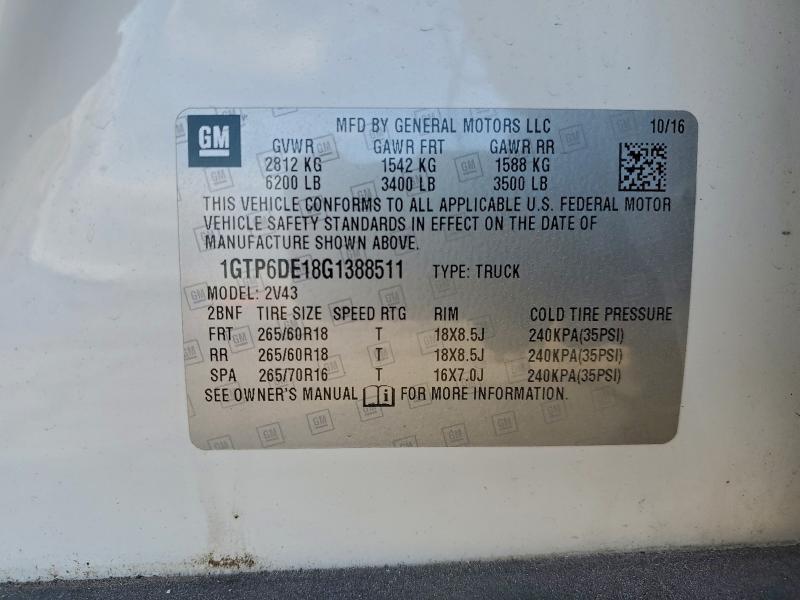 GM MFD BY GENERAL MOTORS LLC 10/16
GVWR GAWR FRT GAWR RR
2812 KG 1542 KG 1588 KG
6200 LB 3400 LB 3500 LB
THIS VEHICLE CONFORMS TO ALL APPLICABLE U.S. FEDERAL MOTOR
VEHICLE SAFETY STANDARDS IN EFFECT ON THE DATE OF
MANUFACTURE SHOWN ABOVE.
1GTP6DE18G1388511 TYPE: TRUCK
MODEL: 2V43
2BNF TIRE SIZE SPEED RTG RIM COLD TIRE PRESSURE
FRT 265/60R18 T 18X8.5J 240KPA(35PSI)
RR 265/60R18 T 18X8.5J 240KPA(35PSI)
SPA 265/70R16 T 16X7.0J 240KPA(35PSI)
SEE OWNER'S MANUAL i FOR MORE INFORMATION.